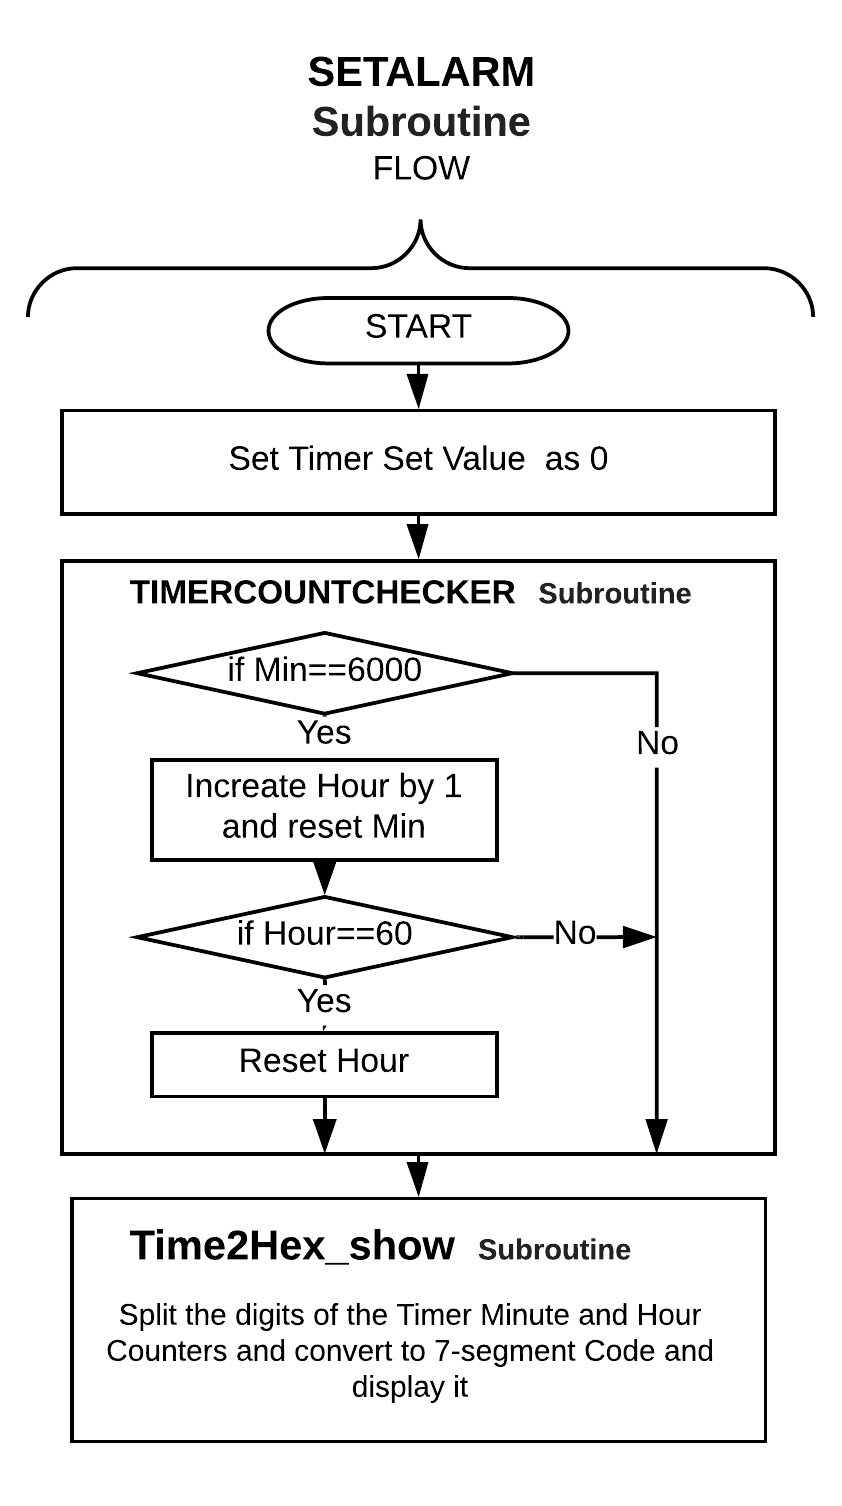 SETALARM
Subroutine
FLOW
START
Set Timer Set Value as 0
TIMERCOUNTCHECKER Subroutine
if Min==6000
Yes
No
Increate Hour by 1
and reset Min
if Hour==60
No
Yes
Reset Hour
Time2Hex_show Subroutine
Split the digits of the Timer Minute and Hour
Counters and convert to 7-segment Code and
display it